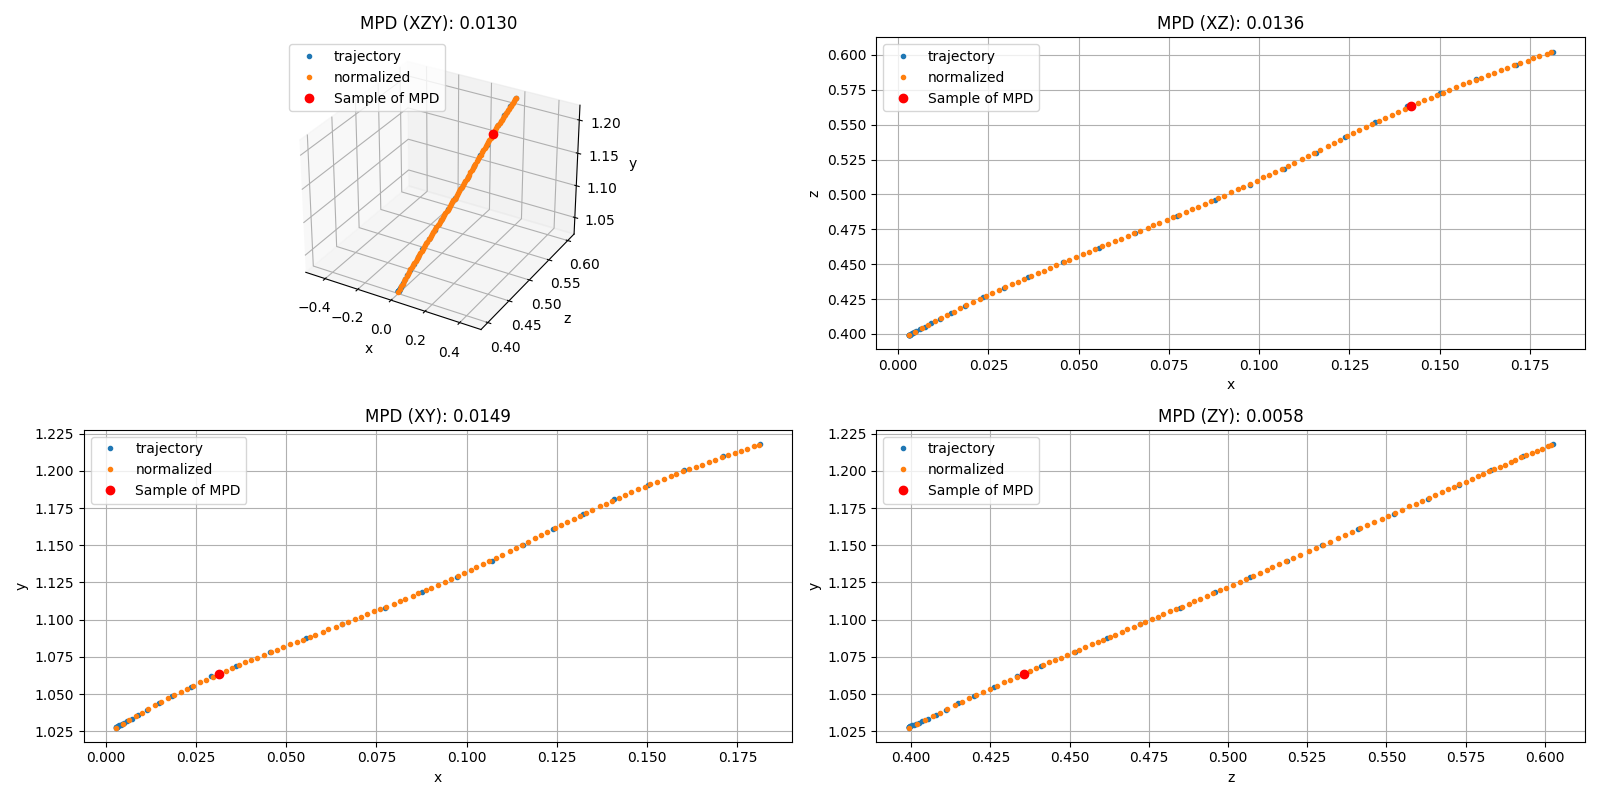 MPD (XZY): 0.0130
trajectory
normalized
Sample of MPD
1.20
1.15
1.10
1.05
y
0.60
0.55
0.50
0.45
0.40
z
−0.4
−0.2
0.0
0.2
0.4
x
MPD (XZ): 0.0136
trajectory
normalized
Sample of MPD
0.600
0.575
0.550
0.525
0.500
0.475
0.450
0.425
0.400
z
0.000 0.025 0.050 0.075 0.100 0.125 0.150 0.175
x
MPD (XY): 0.0149
trajectory
normalized
Sample of MPD
1.225
1.200
1.175
1.150
1.125
1.100
1.075
1.050
1.025
y
0.000 0.025 0.050 0.075 0.100 0.125 0.150 0.175
x
MPD (ZY): 0.0058
trajectory
normalized
Sample of MPD
1.225
1.200
1.175
1.150
1.125
1.100
1.075
1.050
1.025
y
0.400 0.425 0.450 0.475 0.500 0.525 0.550 0.575 0.600
z